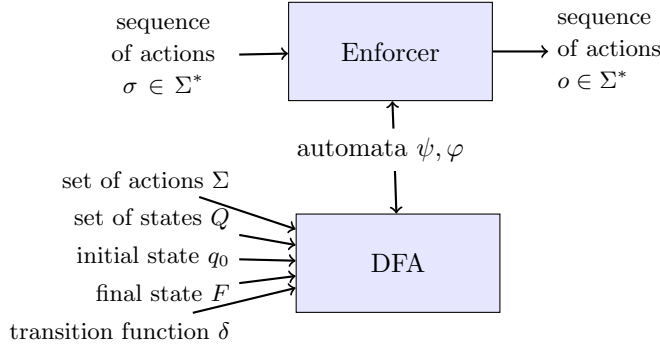 sequence
of actions
σ ∈ Σ*
Enforcer
sequence
of actions
o ∈ Σ*
automata ψ, φ
set of actions Σ
set of states Q
initial state q₀
final state F
transition function δ
DFA